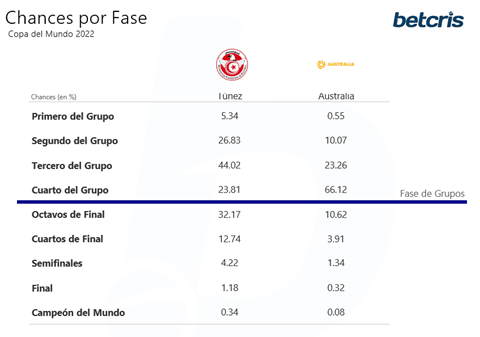 Chances por Fase
Copa del Mundo 2022
betcris
AUSTRALIA
Chances (en %) Túnez Australia
Primero del Grupo 5.34 0.55
Segundo del Grupo 26.83 10.07
Tercero del Grupo 44.02 23.26
Cuarto del Grupo 23.81 66.12
Fase de Grupos
Octavos de Final 32.17 10.62
Cuartos de Final 12.74 3.91
Semifinales 4.22 1.34
Final 1.18 0.32
Campeón del Mundo 0.34 0.08